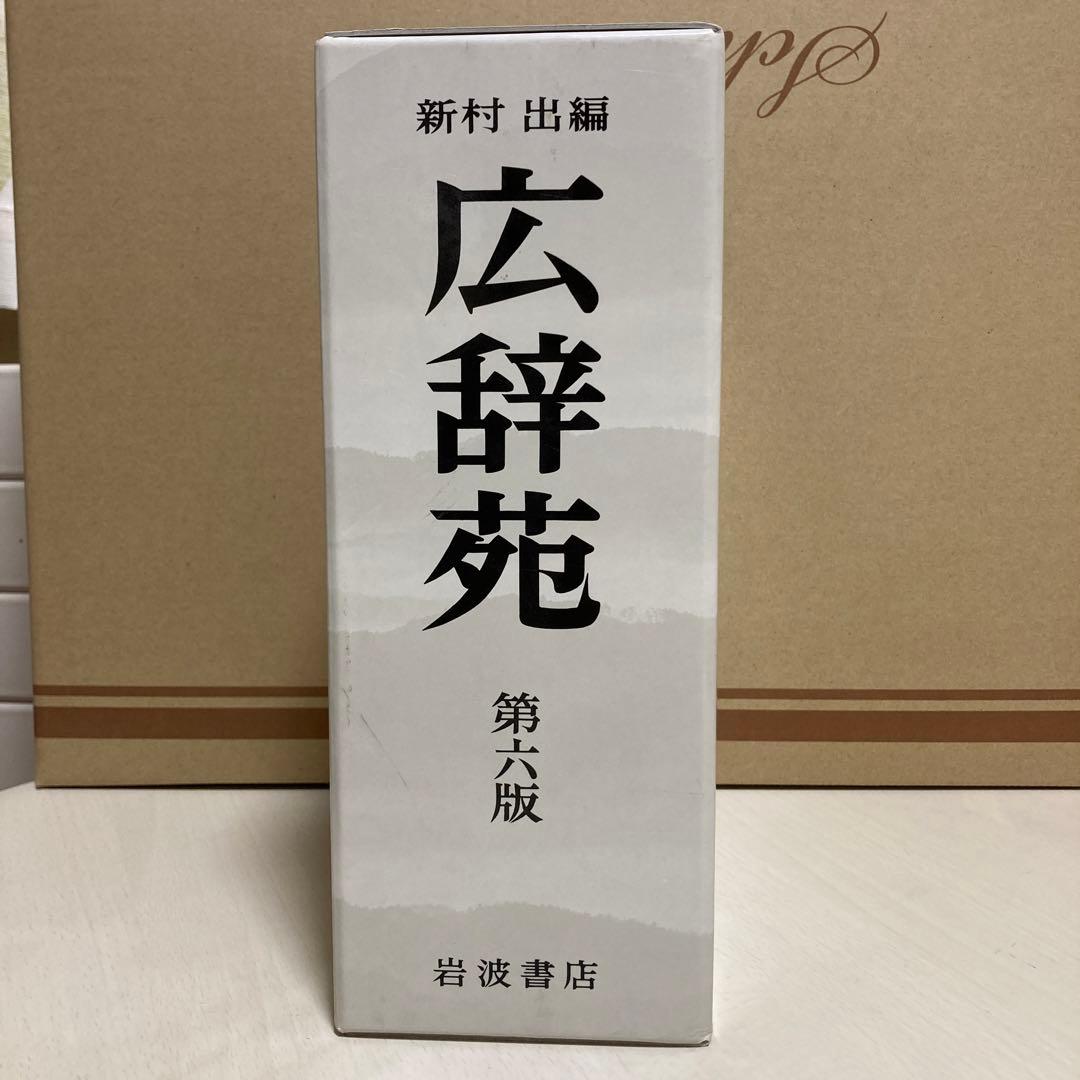 新村 出編
広辞苑
第六版
岩波書店